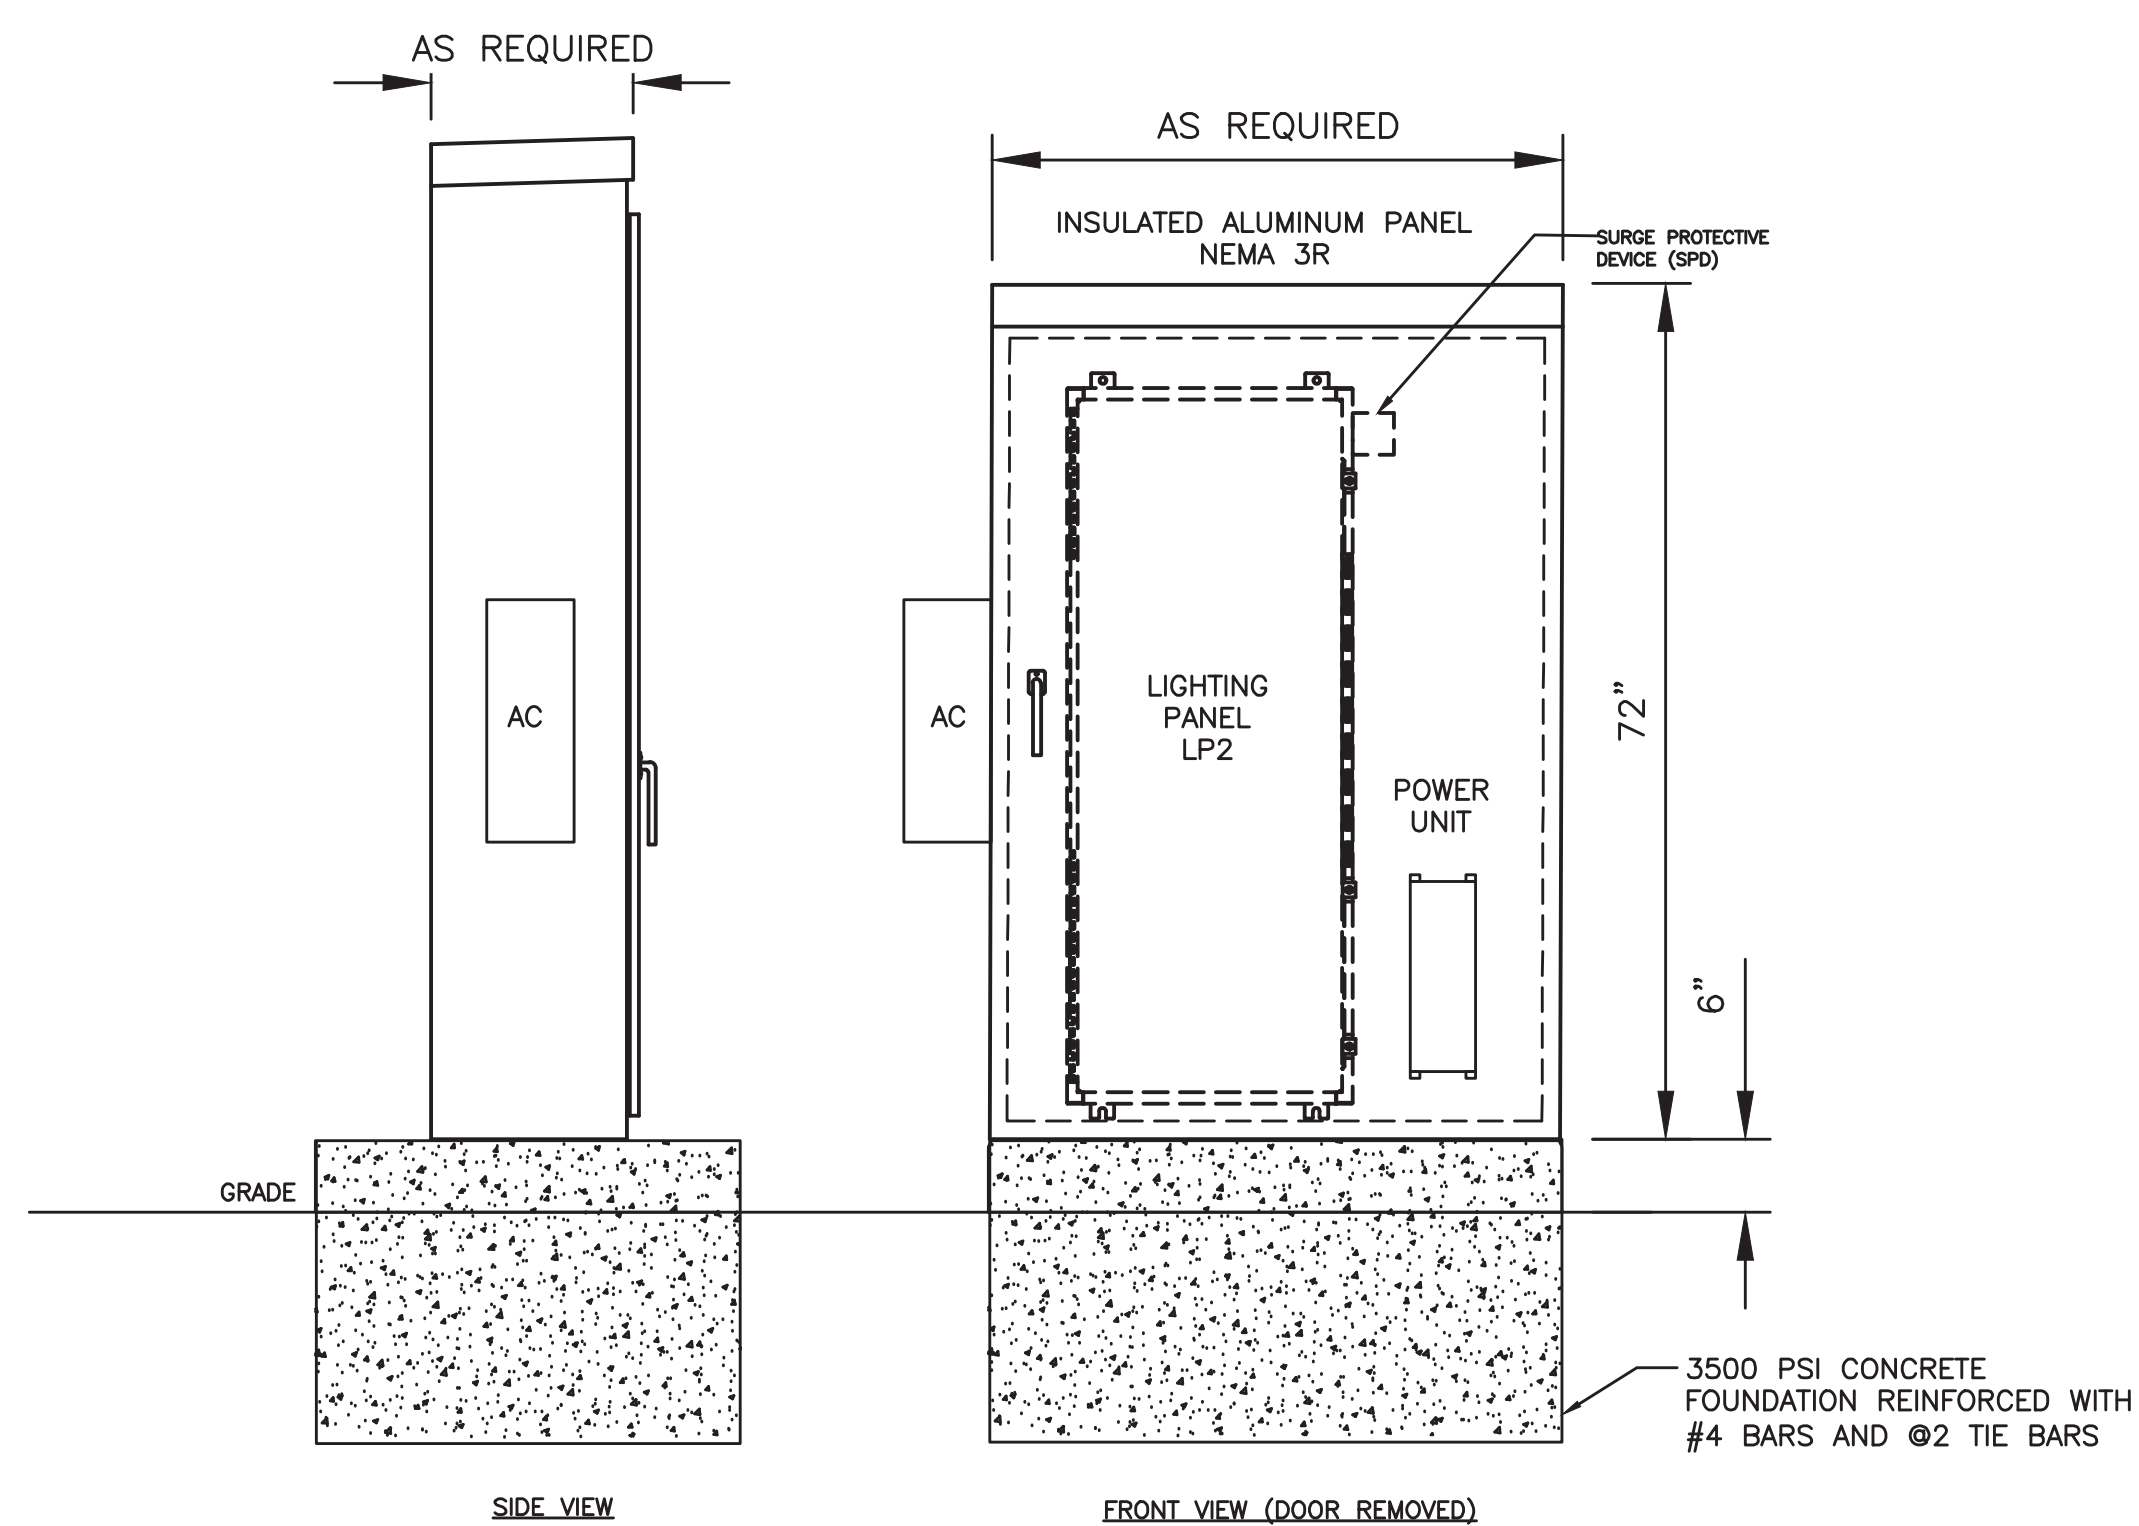 AS REQUIRED
AS REQUIRED
INSULATED ALUMINUM PANEL
NEMA 3R
SURGE PROTECTIVE
DEVICE (SPD)
AC
AC
LIGHTING
PANEL
LP2
POWER
UNIT
72"
6"
GRADE
3500 PSI CONCRETE
FOUNDATION REINFORCED WITH
#4 BARS AND @2 TIE BARS
SIDE VIEW
FRONT VIEW (DOOR REMOVED)